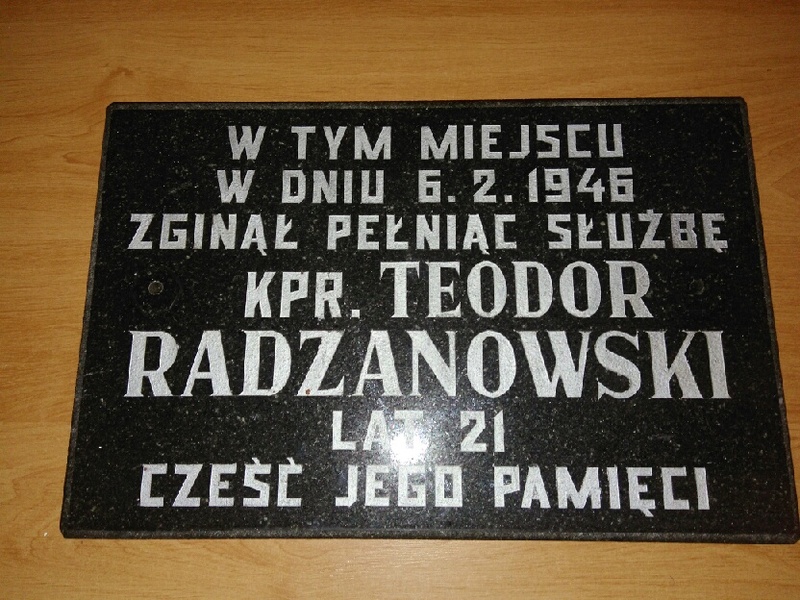 W TYM MIEJSCU
W DNIU 6.2.1946
ZGINĄŁ PEŁNIĄC SŁUŻBĘ
KPR. TEODOR
RADZANOWSKI
LAT 21
CZEŚĆ JEGO PAMIĘCI